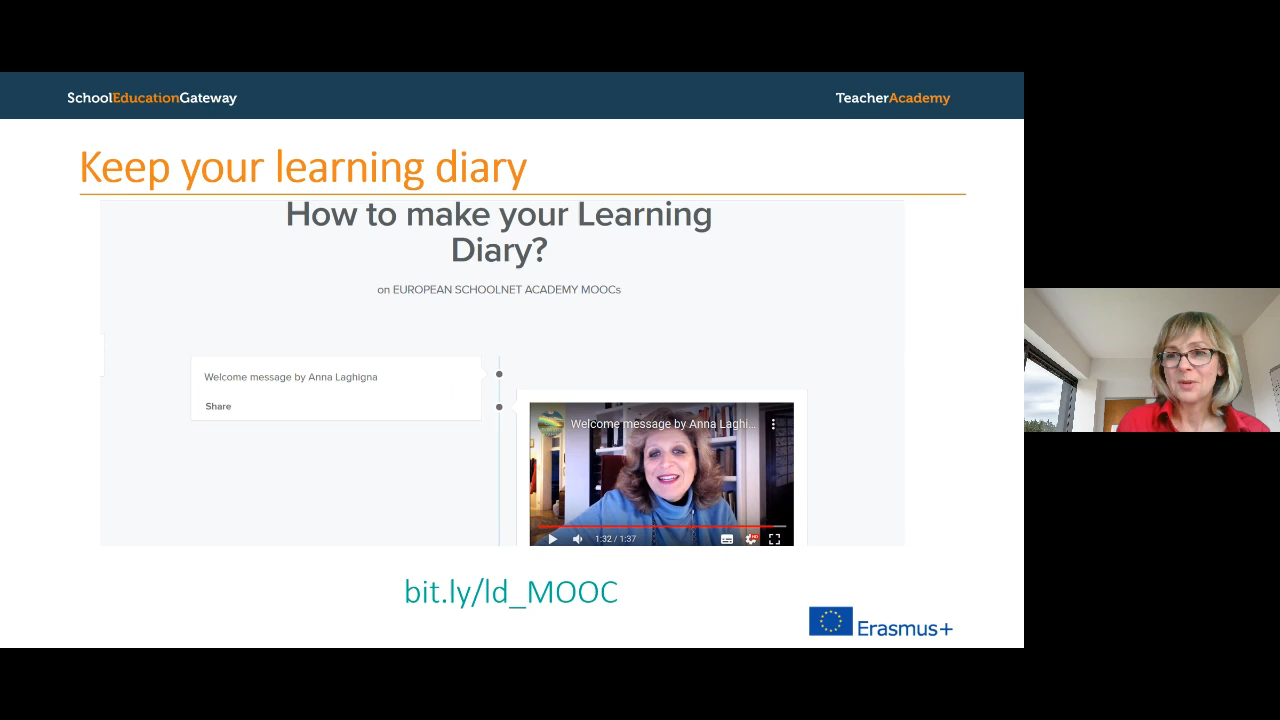 SchoolEducationGateway
TeacherAcademy
Keep your learning diary
How to make your Learning
Diary?
on EUROPEAN SCHOOLNET ACADEMY MOOCs
Welcome message by Anna Laghigna
Share
Welcome message by Anna Laghi...
1:32 / 1:37
HD
bit.ly/ld_MOOC
Erasmus+